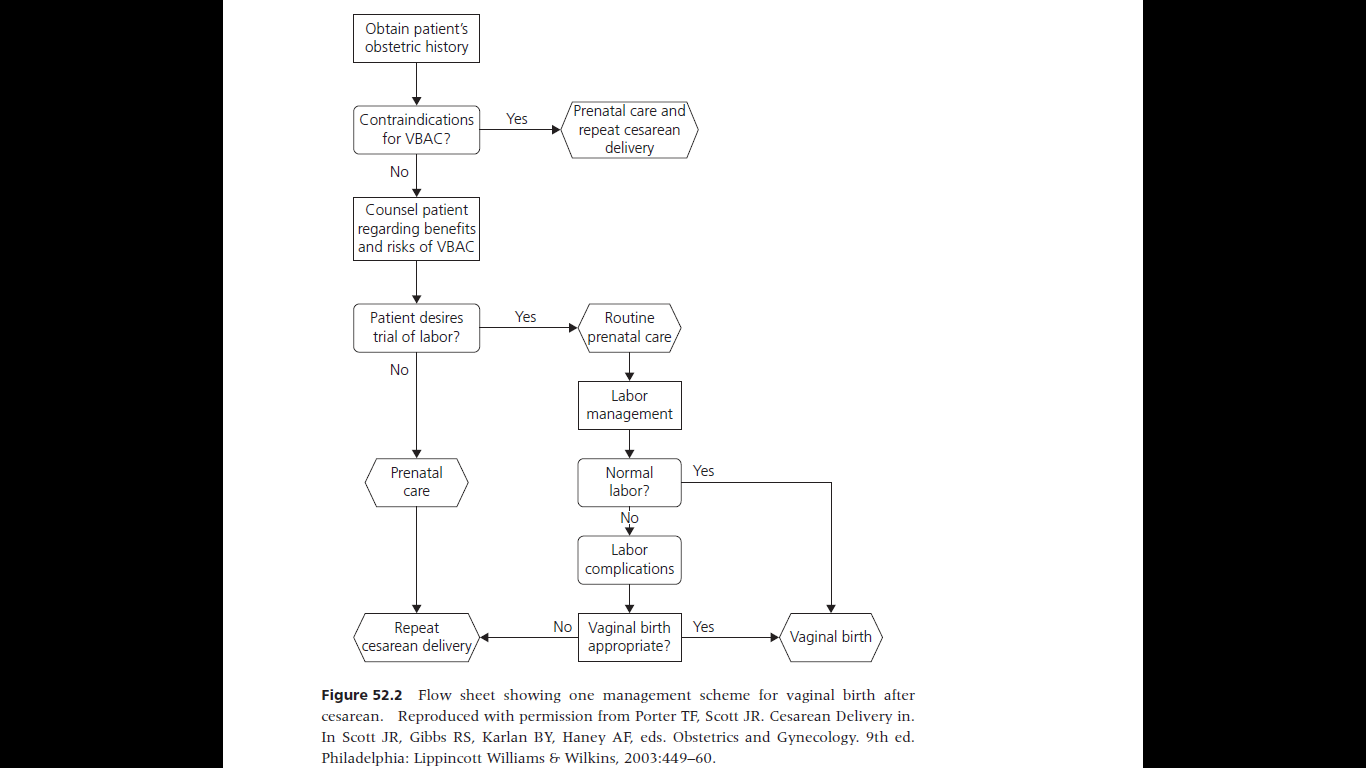 Obtain patient's
obstetric history
Contraindications
for VBAC?
Yes
Prenatal care and
repeat cesarean
delivery
No
Counsel patient
regarding benefits
and risks of VBAC
Patient desires
trial of labor?
Yes
Routine
prenatal care
No
Labor
management
Prenatal
care
Normal
labor?
Yes
No
Labor
complications
Repeat
cesarean delivery
No
Vaginal birth
appropriate?
Yes
Vaginal birth
Figure 52.2 Flow sheet showing one management scheme for vaginal birth after
cesarean. Reproduced with permission from Porter TF, Scott JR. Cesarean Delivery in.
In Scott JR, Gibbs RS, Karlan BY, Haney AF, eds. Obstetrics and Gynecology. 9th ed.
Philadelphia: Lippincott Williams & Wilkins, 2003:449–60.